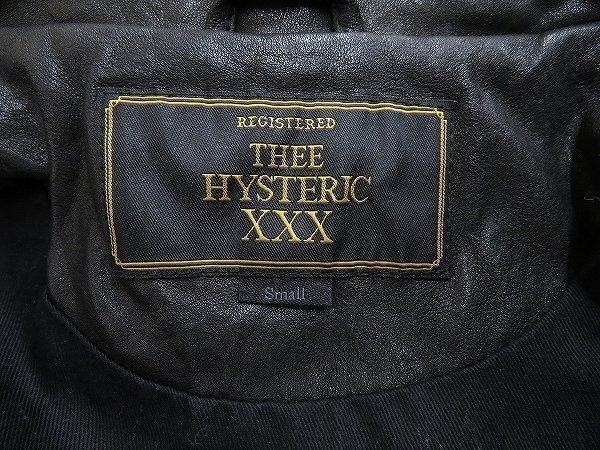 REGISTERED
THEE
HYSTERIC
XXX
Small